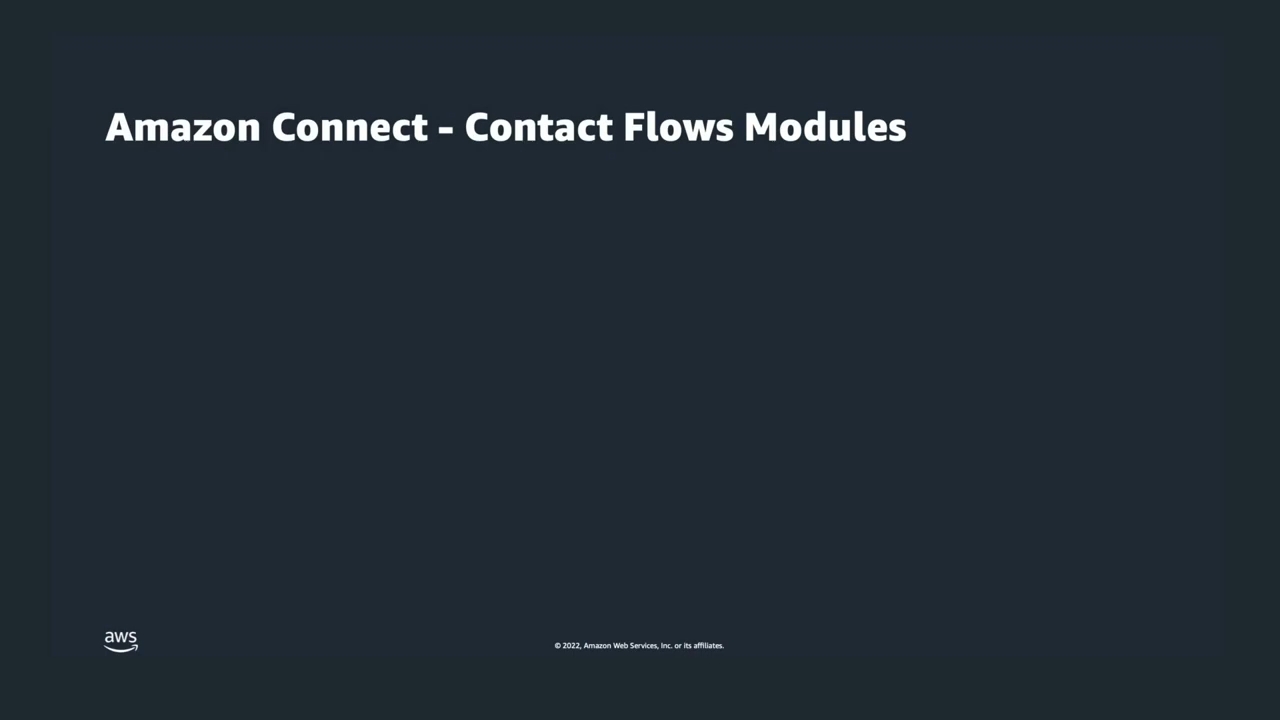 Amazon Connect - Contact Flows Modules
aws
© 2022, Amazon Web Services, Inc. or its affiliates.